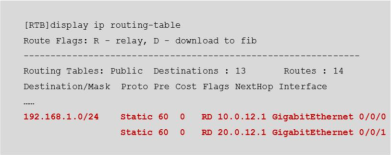 [RTB]display ip routing-table
Route Flags: R - relay, D - download to fib
------------------------------------------------------------
Routing Tables: Public Destinations : 13 Routes : 14
Destination/Mask Proto Pre Cost Flags NextHop Interface
……
192.168.1.0/24 Static 60 0 RD 10.0.12.1 GigabitEthernet 0/0/0
Static 60 0 RD 20.0.12.1 GigabitEthernet 0/0/1